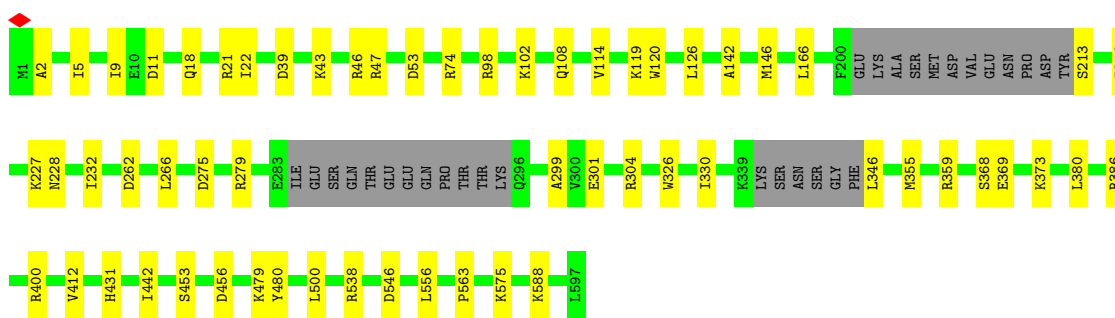 M1 A2 I5 I9 E10 D11 Q18 R21 I22 D39 K43 R46 R47 D53 R74 R98 K102 Q108 V114 K119 W120 L126 A142 M146 L166 F200 GLU LYS ALA SER MET ASP VAL GLU ASN PRO ASP TYR S213
K227 N228 I232 D262 L266 D275 R279 E283 ILE GLU SER GLN THR GLU GLU GLN PRO THR THR LYS Q296 A299 V300 E301 R304 W326 I330 K339 LYS SER ASN SER GLY PHE L346 M355 R359 S368 E369 K373 L380
R400 V412 H431 I442 S453 D456 K479 Y480 L500 R538 D546 L556 P563 K575 K588 L597